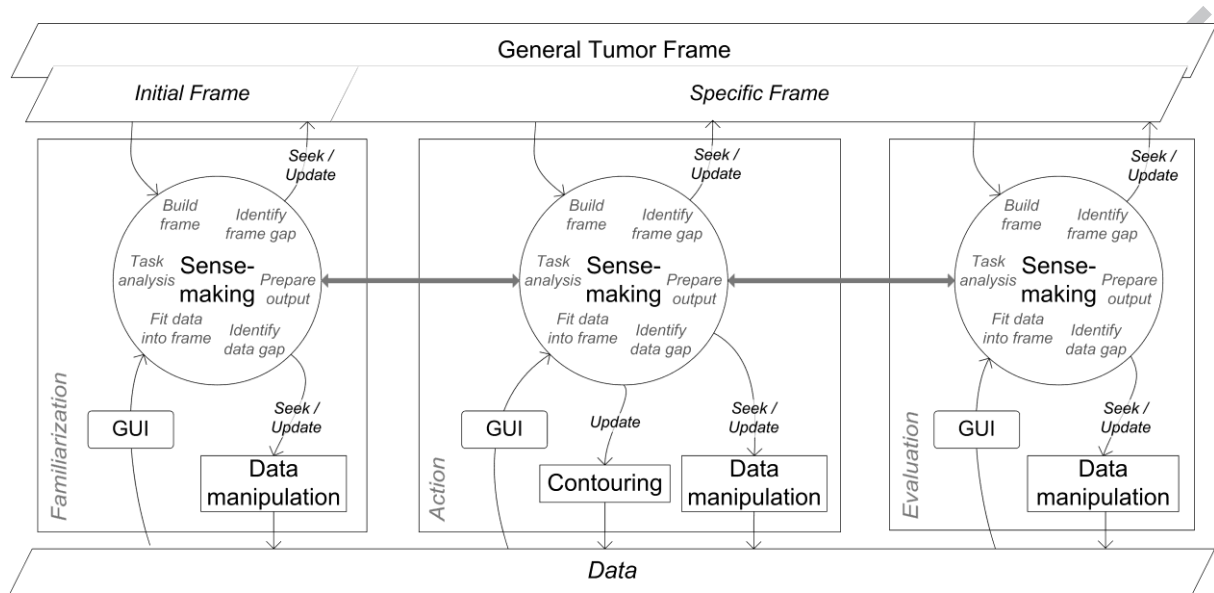 General Tumor Frame
Initial Frame
Specific Frame
Familiarization
Seek /
Update
Build
frame
Identify
frame gap
Task
analysis
Sense-
making
Prepare
output
Fit data
into frame
Identify
data gap
GUI
Seek /
Update
Data
manipulation
Action
Seek /
Update
Build
frame
Identify
frame gap
Task
analysis
Sense-
making
Prepare
output
Fit data
into frame
Identify
data gap
GUI
Update
Seek /
Update
Contouring
Data
manipulation
Evaluation
Seek /
Update
Build
frame
Identify
frame gap
Task
analysis
Sense-
making
Prepare
output
Fit data
into frame
Identify
data gap
GUI
Seek /
Update
Data
manipulation
Data